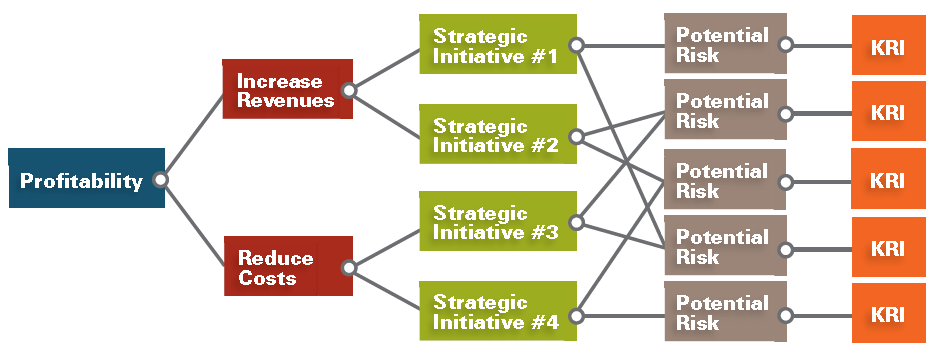 Profitability
Increase
Revenues
Reduce
Costs
Strategic
Initiative #1
Strategic
Initiative #2
Strategic
Initiative #3
Strategic
Initiative #4
Potential
Risk
Potential
Risk
Potential
Risk
Potential
Risk
Potential
Risk
KRI
KRI
KRI
KRI
KRI